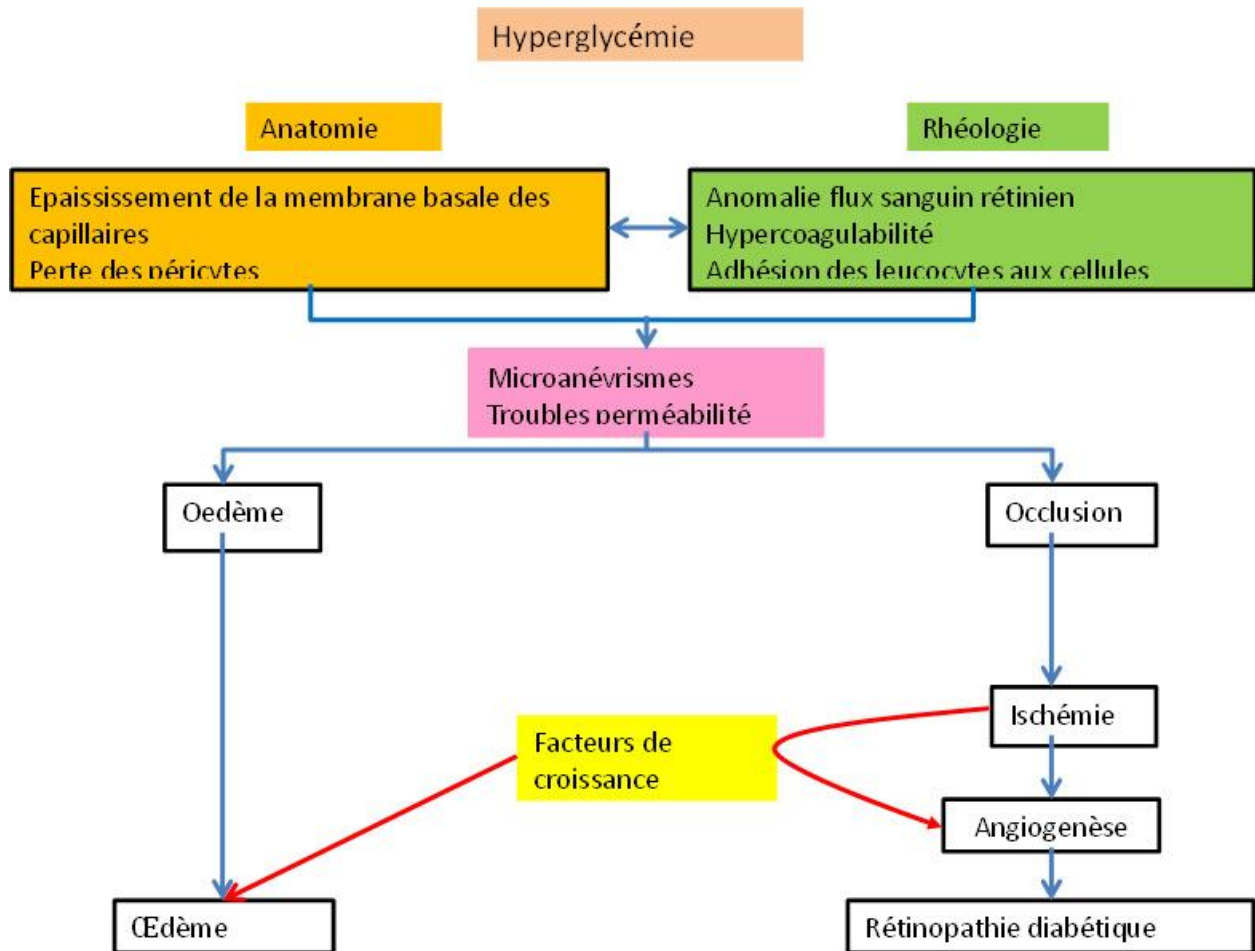 Hyperglycémie
Anatomie
Rhéologie
Epaississement de la membrane basale des
capillaires
Perte des péricytes
Anomalie flux sanguin rétinien
Hypercoagulabilité
Adhésion des leucocytes aux cellules
Microanévrismes
Troubles perméabilité
Oedème
Occlusion
Ischémie
Facteurs de
croissance
Angiogenèse
Œdème
Rétinopathie diabétique